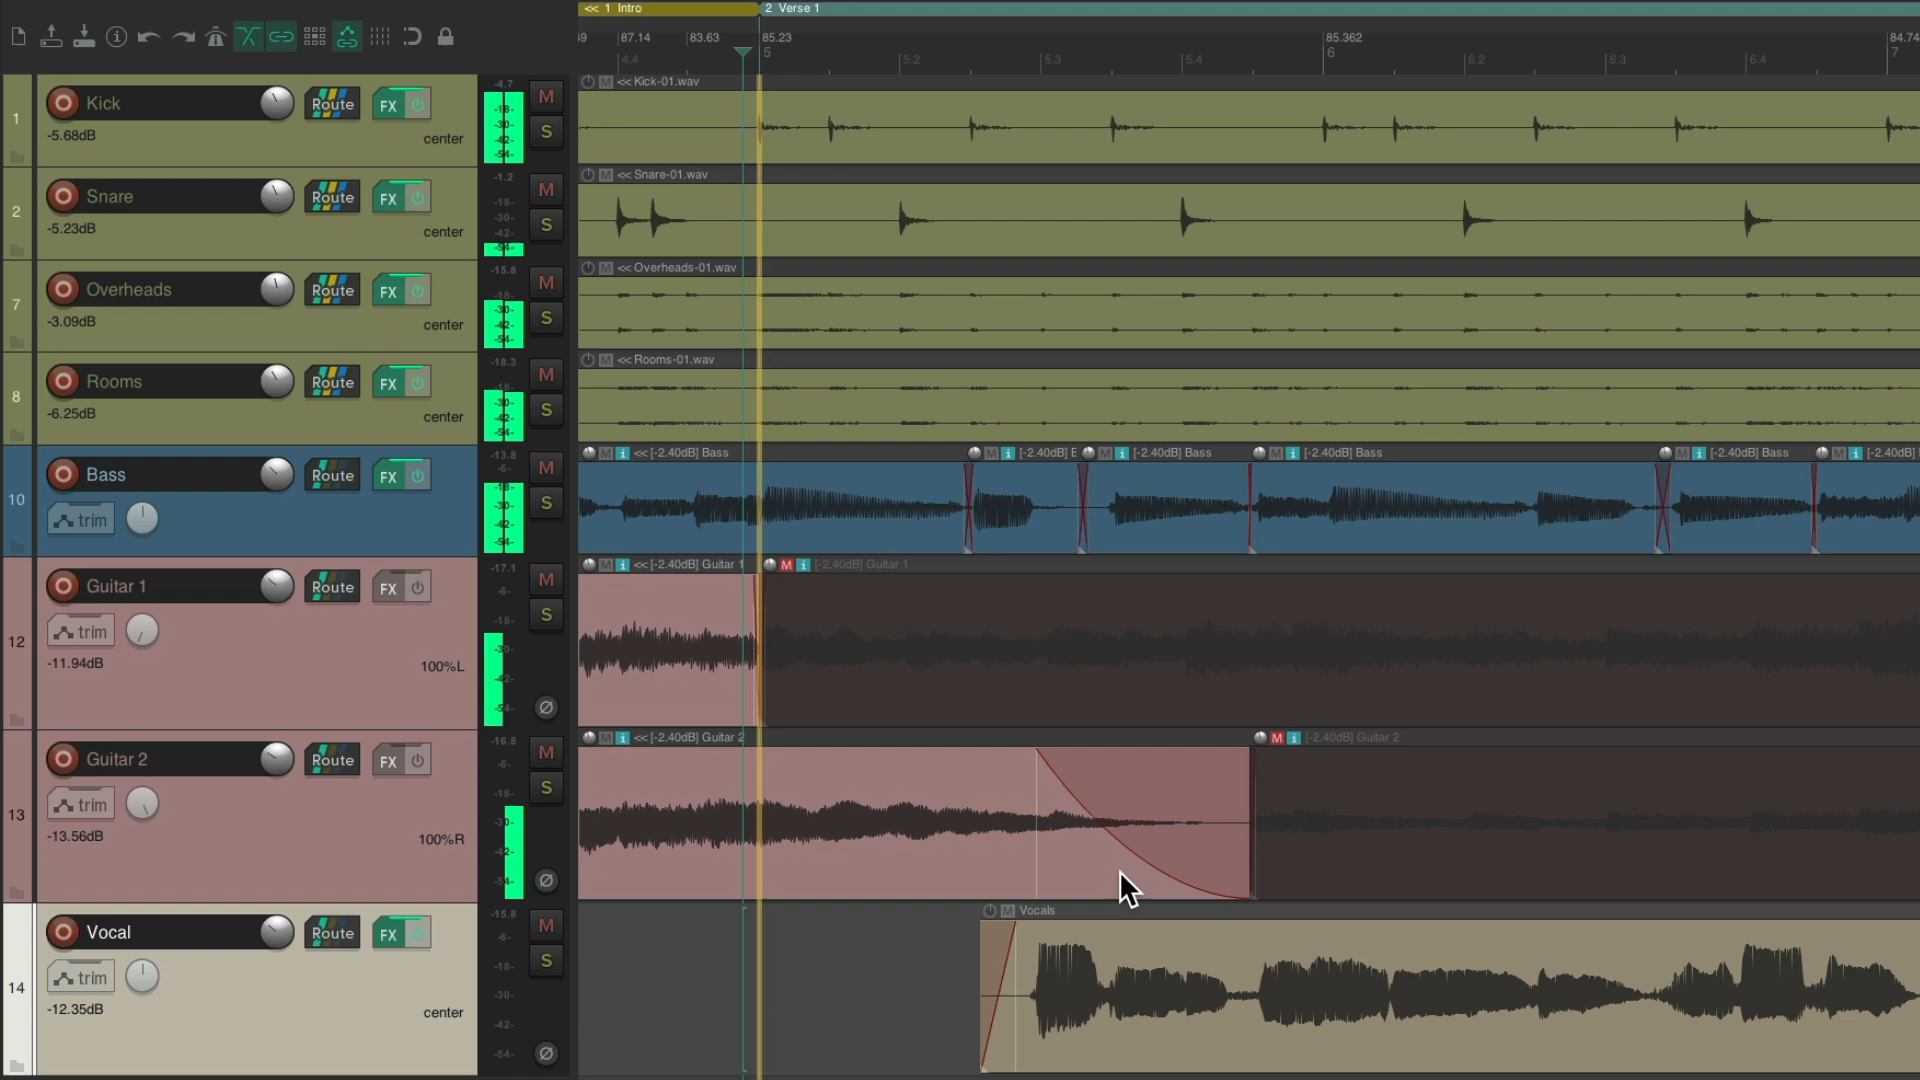 << 1 Intro
2 Verse 1
87.14 83.63 85.23 85.362 84.74
4.4 5 5.2 5.3 5.4 6 6.2 6.3 6.4 7
1 Kick Route FX M S
-5.68dB center
-4.7 -18- -30- -42- -54-
<< Kick-01.wav
2 Snare Route FX M S
-5.23dB center
-1.2 -18- -30- -42- -54-
<< Snare-01.wav
7 Overheads Route FX M S
-3.09dB center
-15.8 -18- -30- -42- -54-
<< Overheads-01.wav
8 Rooms Route FX M S
-6.25dB center
-18.3 -18- -30- -42- -54-
<< Rooms-01.wav
10 Bass Route FX M S
trim
-13.8 -6- -18- -30- -42- -54-
M i << [-2.40dB] Bass M i [-2.40dB] M i [-2.40dB] Bass M i [-2.40dB] Bass M i [-2.40dB] Bass M i [-2.40dB]
12 Guitar 1 Route FX M S
trim
-11.94dB 100%L
-17.1 -6- -18- -30- -42- -54- Ø
M i << [-2.40dB] Guitar 1 M i [-2.40dB] Guitar 1
13 Guitar 2 Route FX M S
trim
-13.56dB 100%R
-16.8 -6- -18- -30- -42- -54- Ø
M i << [-2.40dB] Guitar 2 M i [-2.40dB] Guitar 2
14 Vocal Route FX M S
trim
-12.35dB center
-15.8 -6- -18- -30- -42- -54- Ø
M Vocals